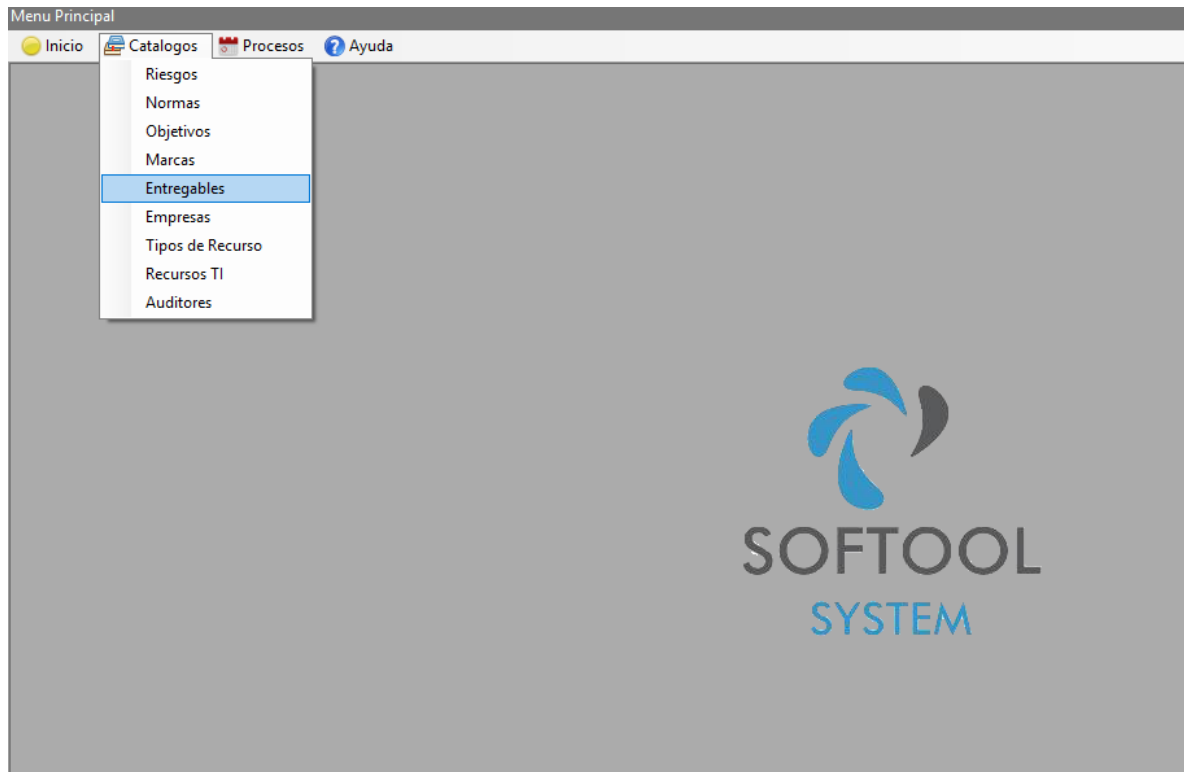 Menu Principal
Inicio Catalogos Procesos Ayuda
Riesgos
Normas
Objetivos
Marcas
Entregables
Empresas
Tipos de Recurso
Recursos TI
Auditores
SOFTOOL
SYSTEM